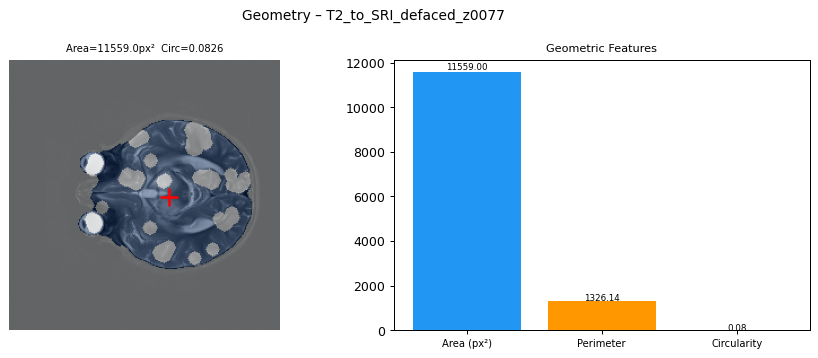 Geometry – T2_to_SRI_defaced_z0077
Area=11559.0px²  Circ=0.0826
Geometric Features
12000
10000
8000
6000
4000
2000
0
11559.00
1326.14
0.08
Area (px²)
Perimeter
Circularity